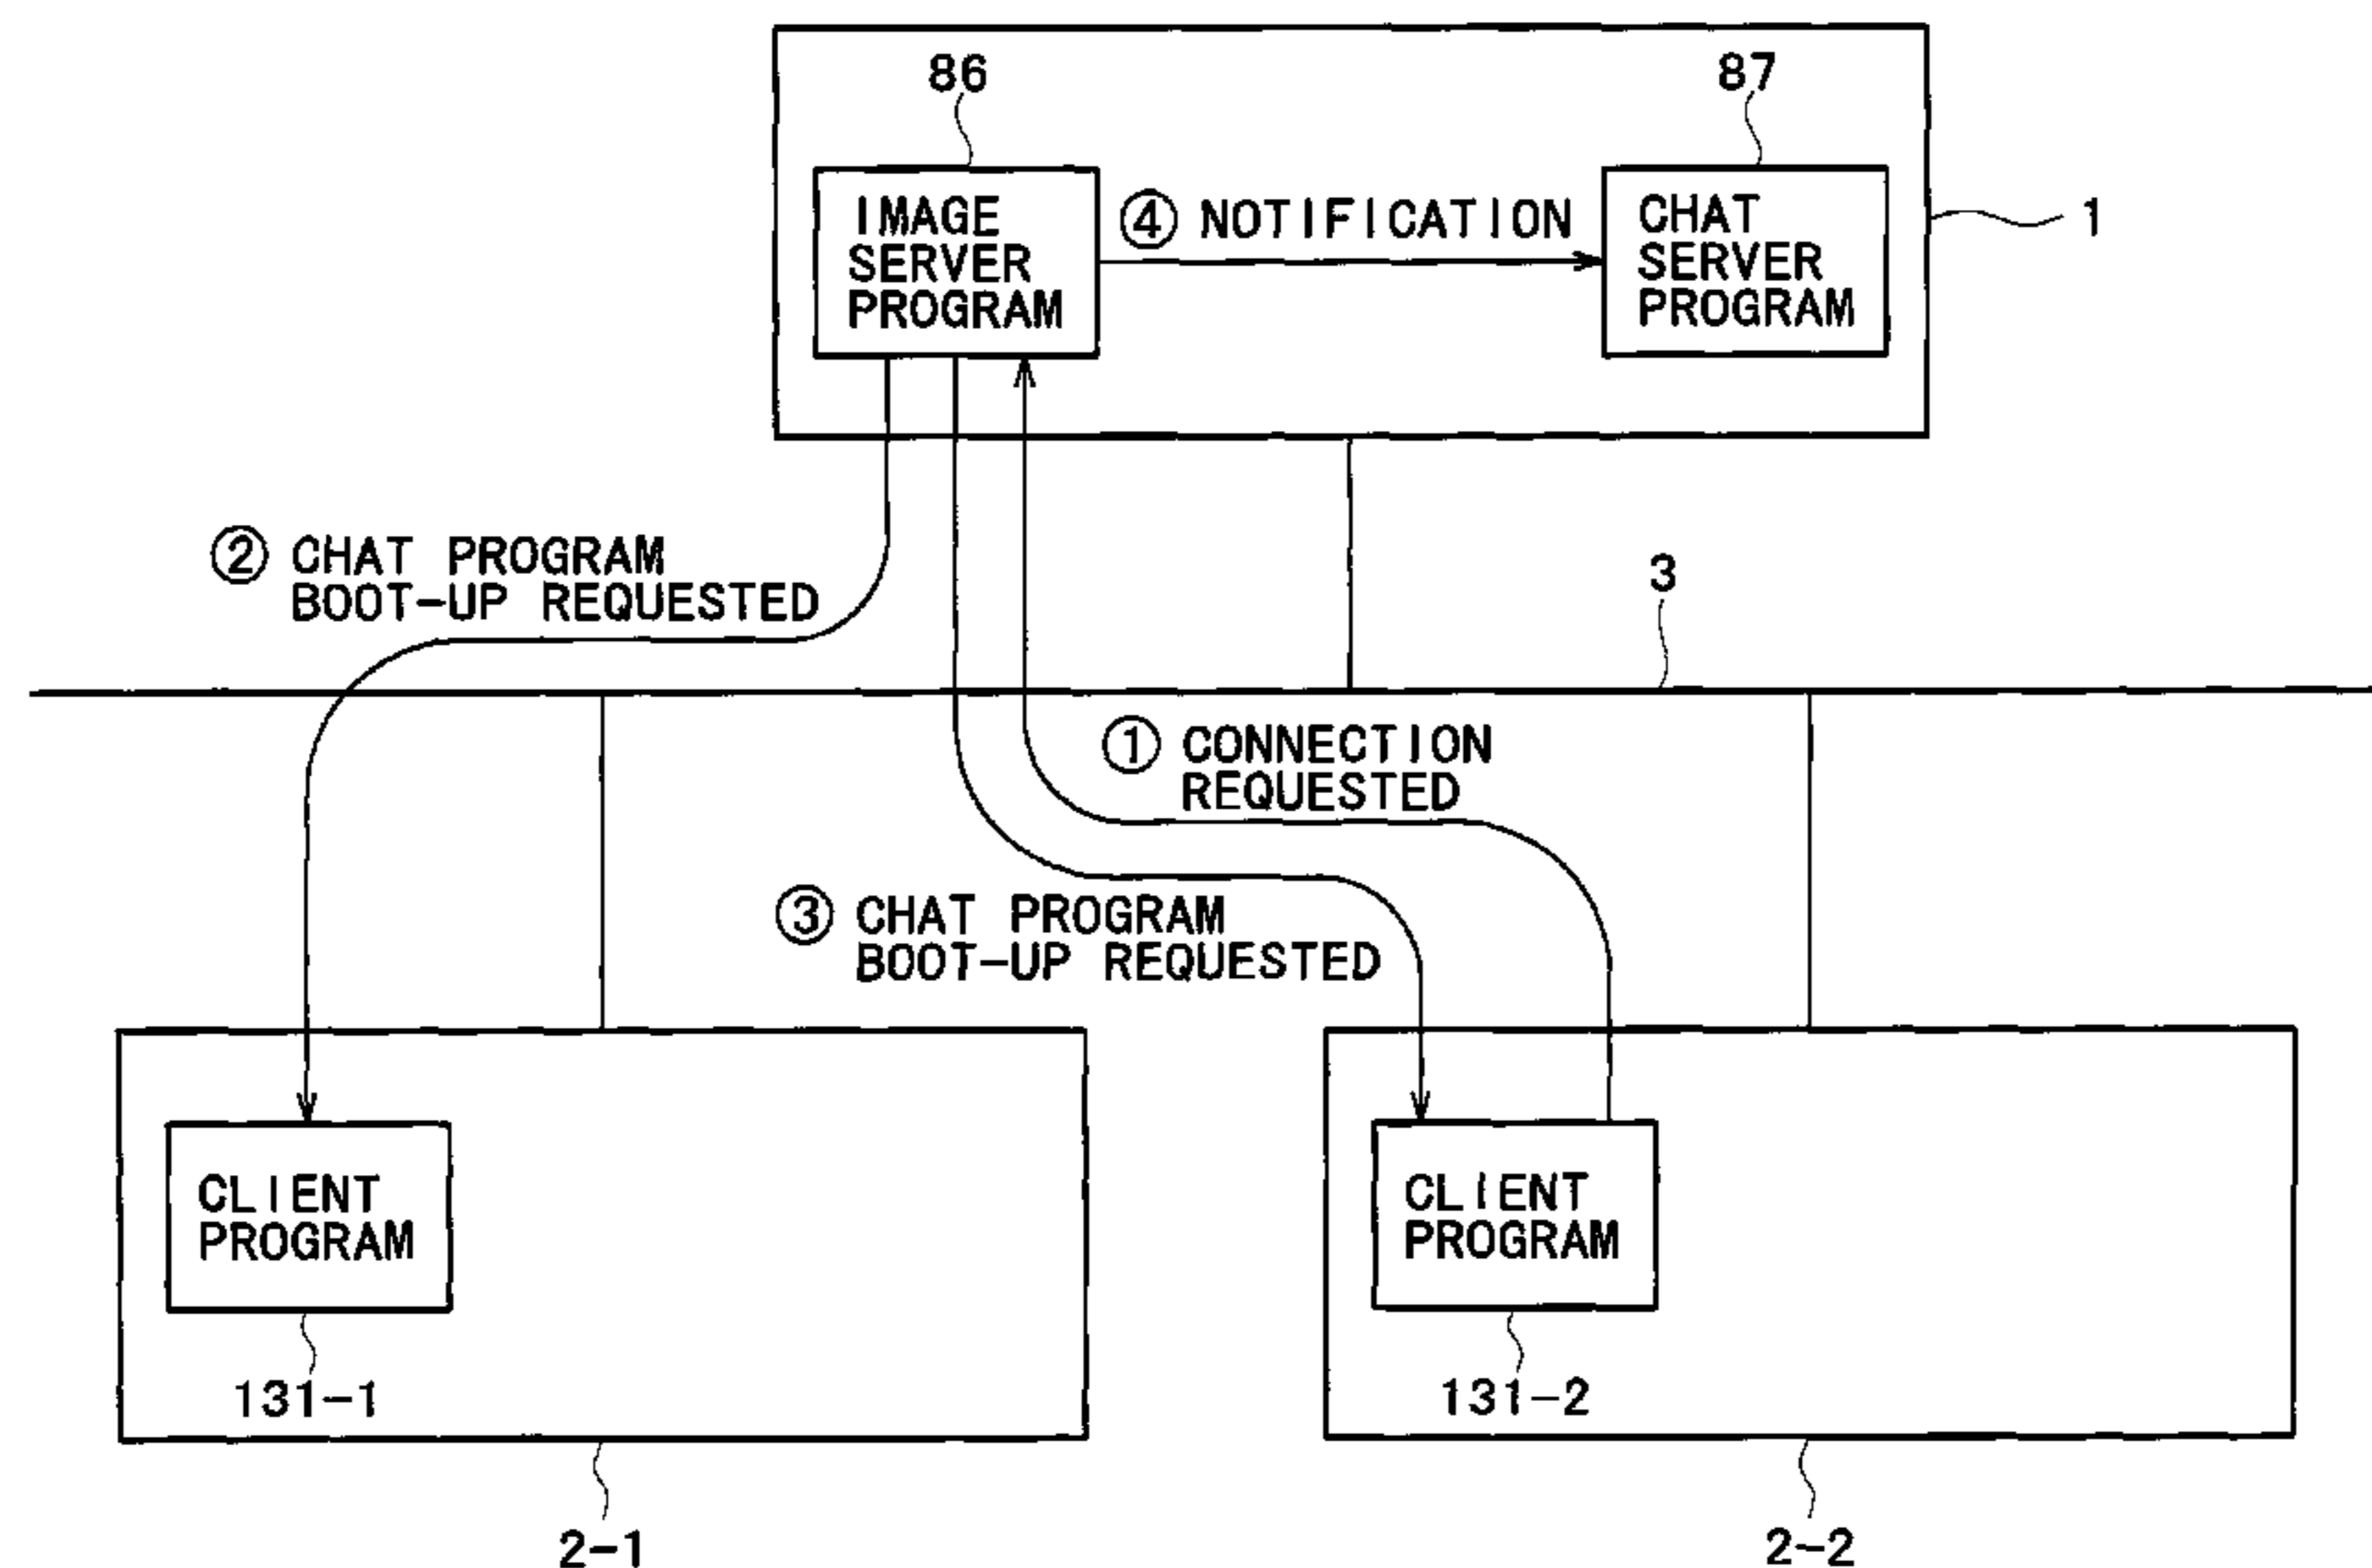 86
87
IMAGE
SERVER
PROGRAM
④ NOTIFICATION
CHAT
SERVER
PROGRAM
1
② CHAT PROGRAM
BOOT-UP REQUESTED
3
① CONNECTION
REQUESTED
③ CHAT PROGRAM
BOOT-UP REQUESTED
CLIENT
PROGRAM
CLIENT
PROGRAM
131-1
131-2
2-1
2-2